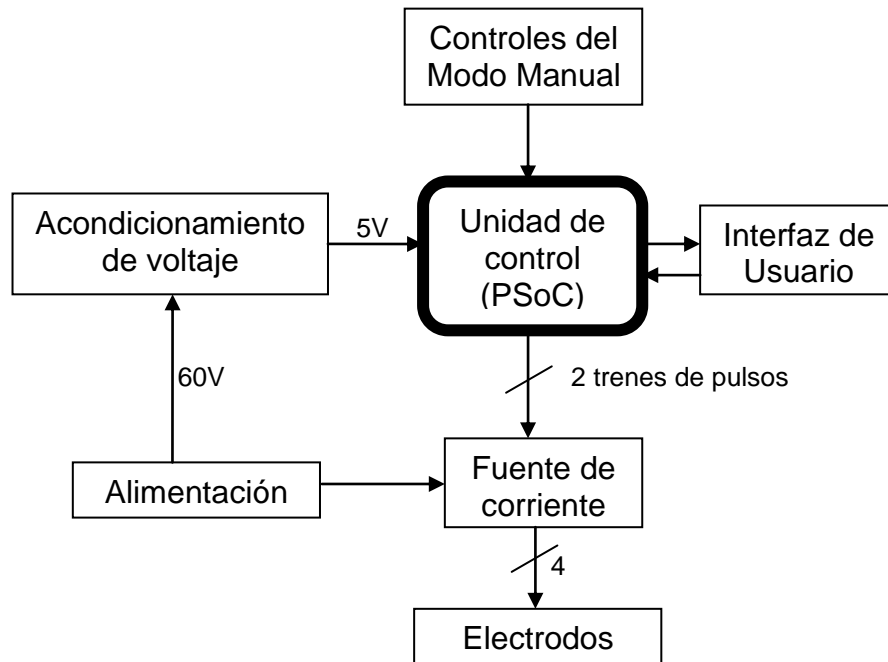 Controles del
Modo Manual
Acondicionamiento
de voltaje
5V
Unidad de
control
(PSoC)
Interfaz de
Usuario
60V
2 trenes de pulsos
Alimentación
Fuente de
corriente
4
Electrodos